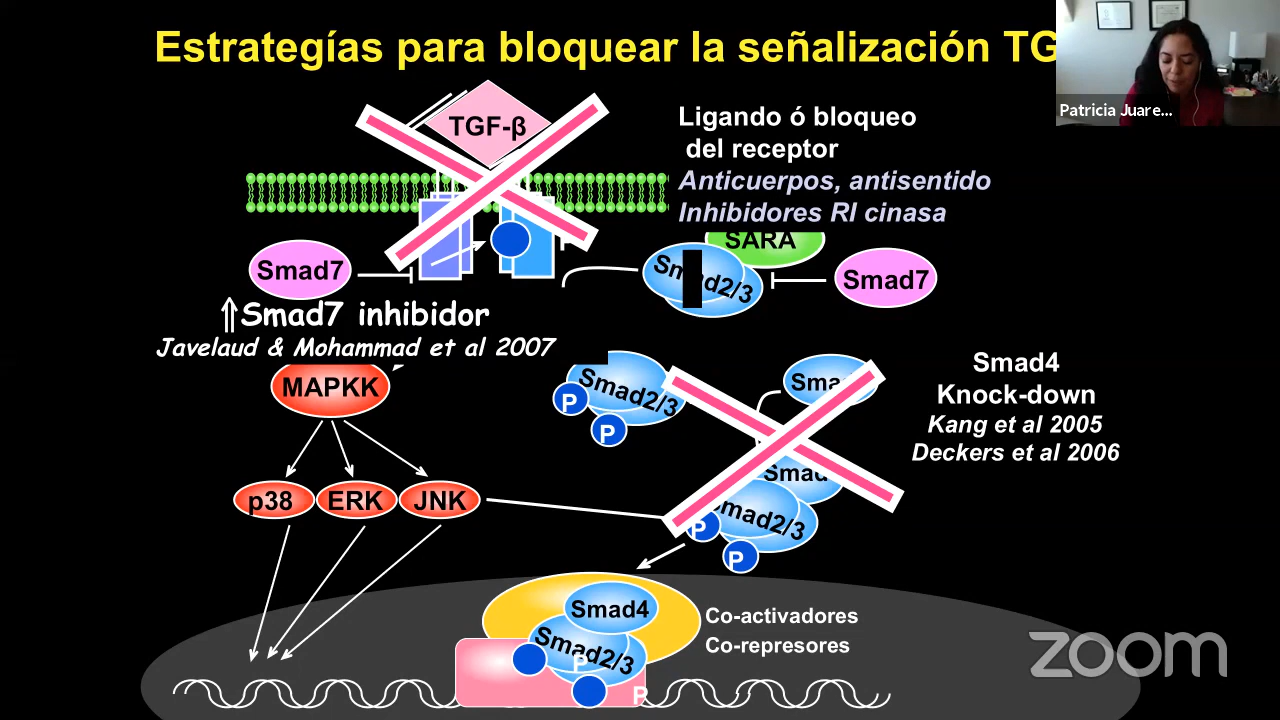 Estrategías para bloquear la señalización TG
Patricia Juare...
TGF-β
Ligando ó bloqueo
del receptor
Anticuerpos, antisentido
Inhibidores RI cinasa
SARA
Smad7
Smad2/3
Smad7
⇑Smad7 inhibidor
Javelaud & Mohammad et al 2007
MAPKK
Smad2/3
P
P
Smad4
Knock-down
Kang et al 2005
Deckers et al 2006
Smad
p38
ERK
JNK
Smad2/3
P
P
Smad4
Smad2/3
P
P
Co-activadores
Co-represores
zoom